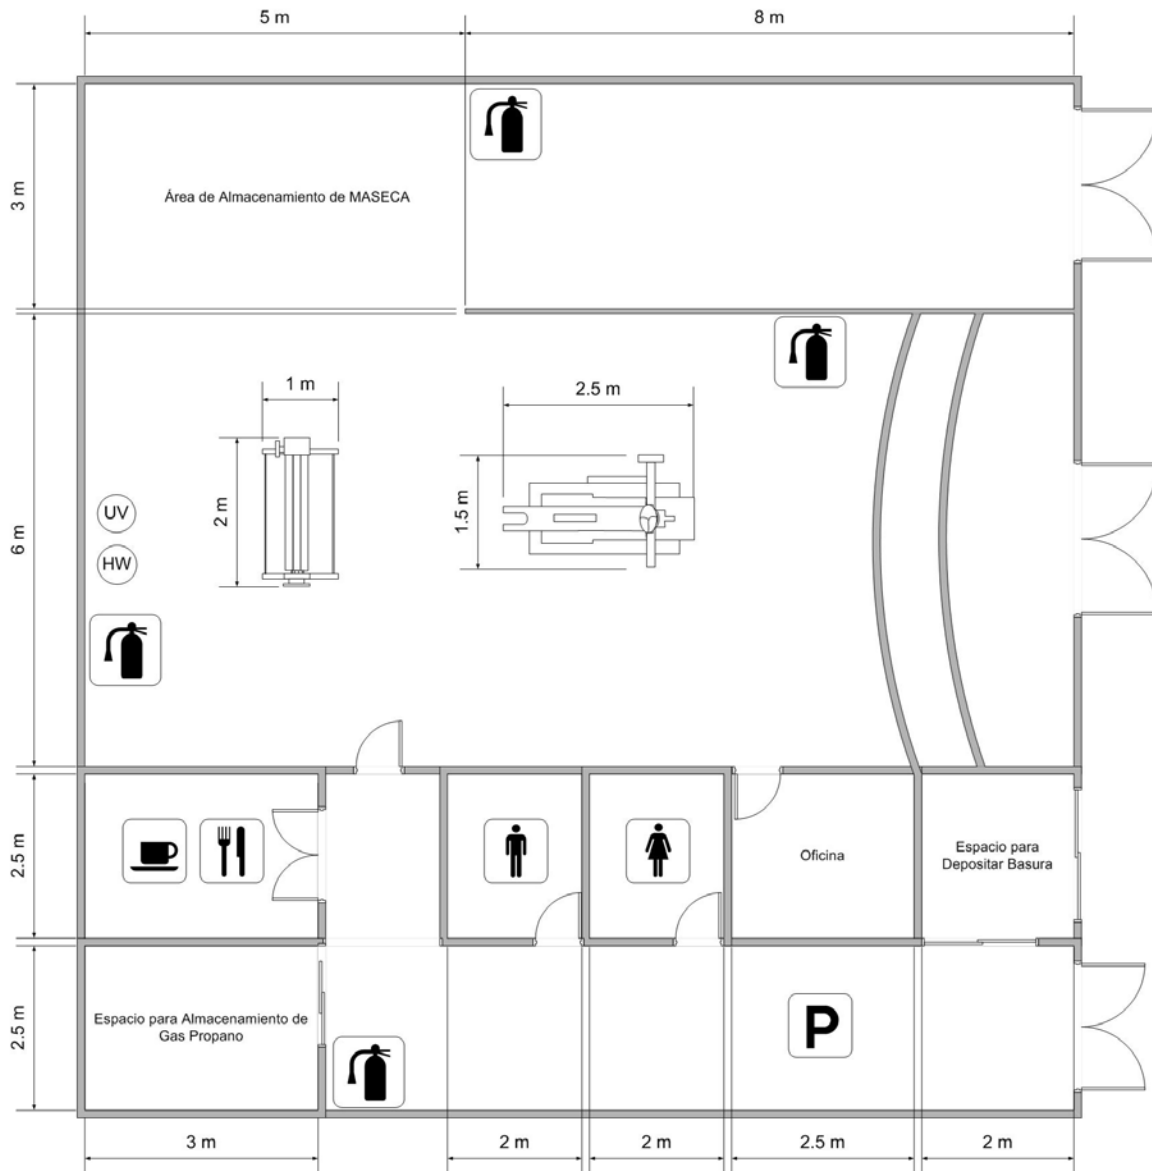 5 m
8 m
3 m
Área de Almacenamiento de MASECA
1 m
2.5 m
2 m
1.5 m
6 m
UV
HW
2.5 m
Oficina
Espacio para
Depositar Basura
2.5 m
Espacio para Almacenamiento de
Gas Propano
P
3 m
2 m
2 m
2.5 m
2 m